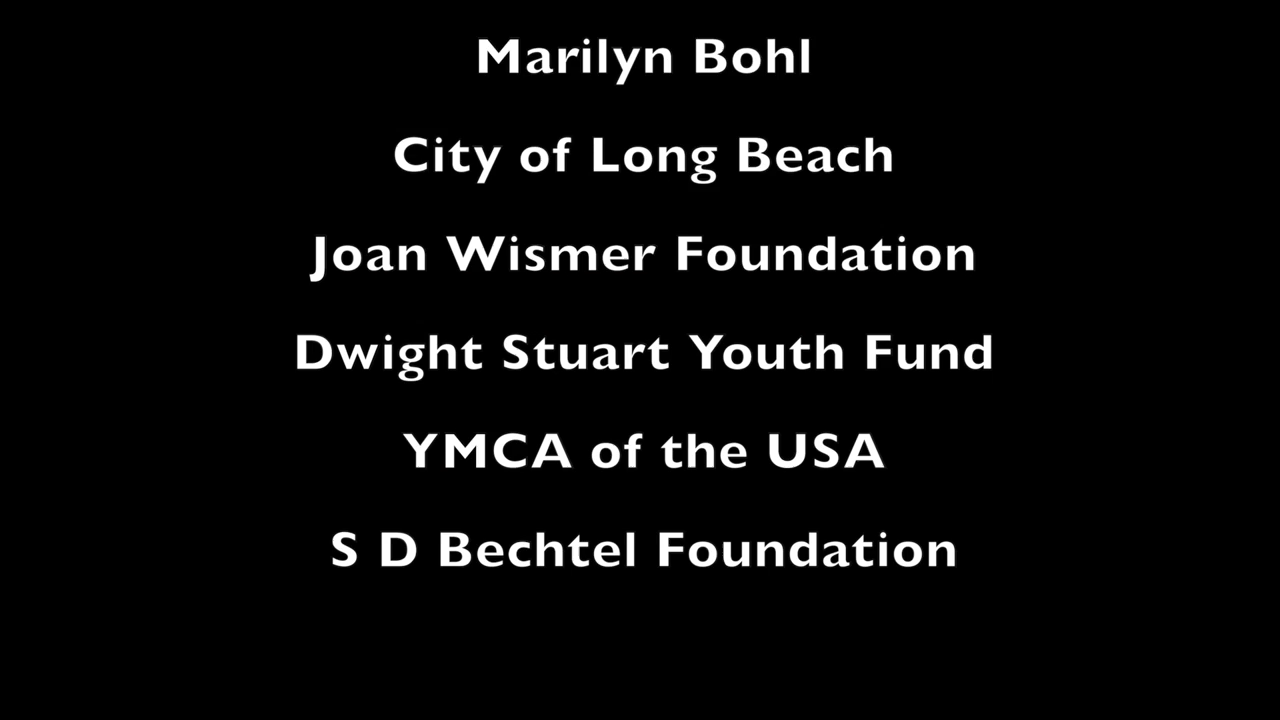 Marilyn Bohl
City of Long Beach
Joan Wismer Foundation
Dwight Stuart Youth Fund
YMCA of the USA
S D Bechtel Foundation